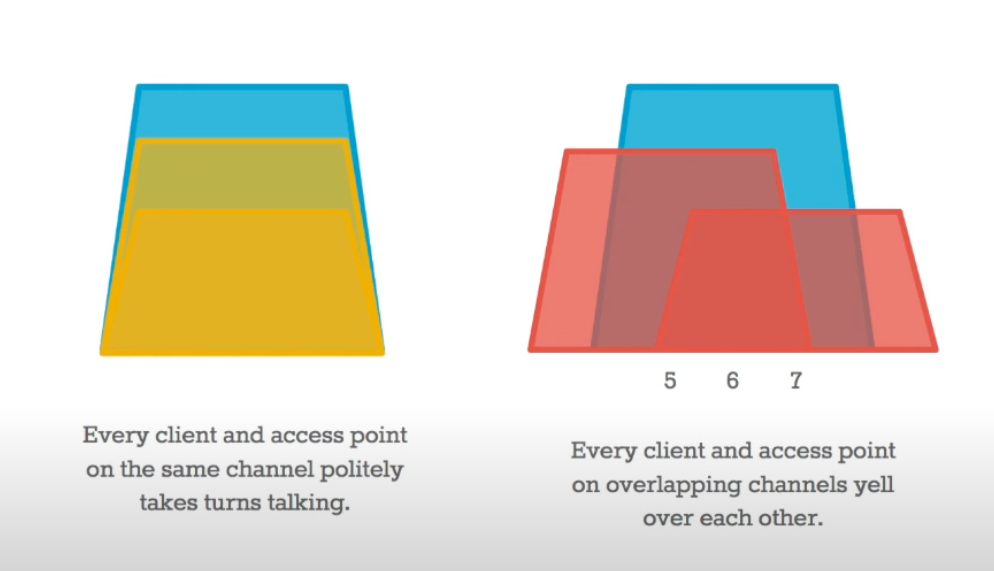 Every client and access point
on the same channel politely
takes turns talking.
5 6 7
Every client and access point
on overlapping channels yell
over each other.